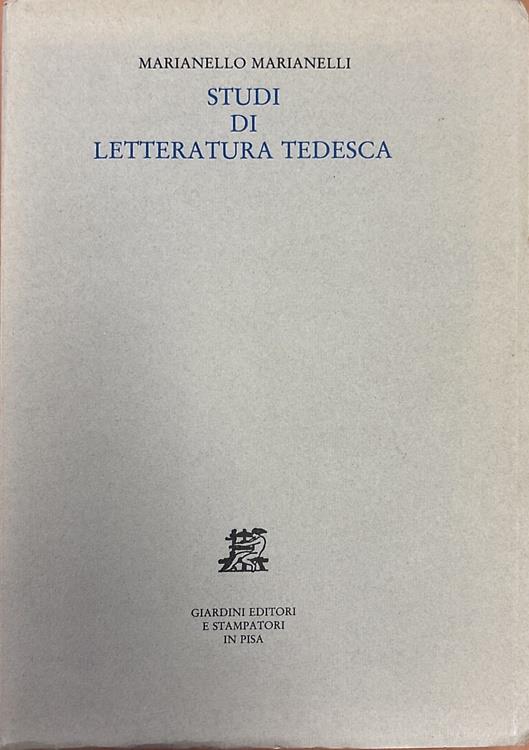 MARIANELLO MARIANELLI
STUDI
DI
LETTERATURA TEDESCA
GIARDINI EDITORI
E STAMPATORI
IN PISA